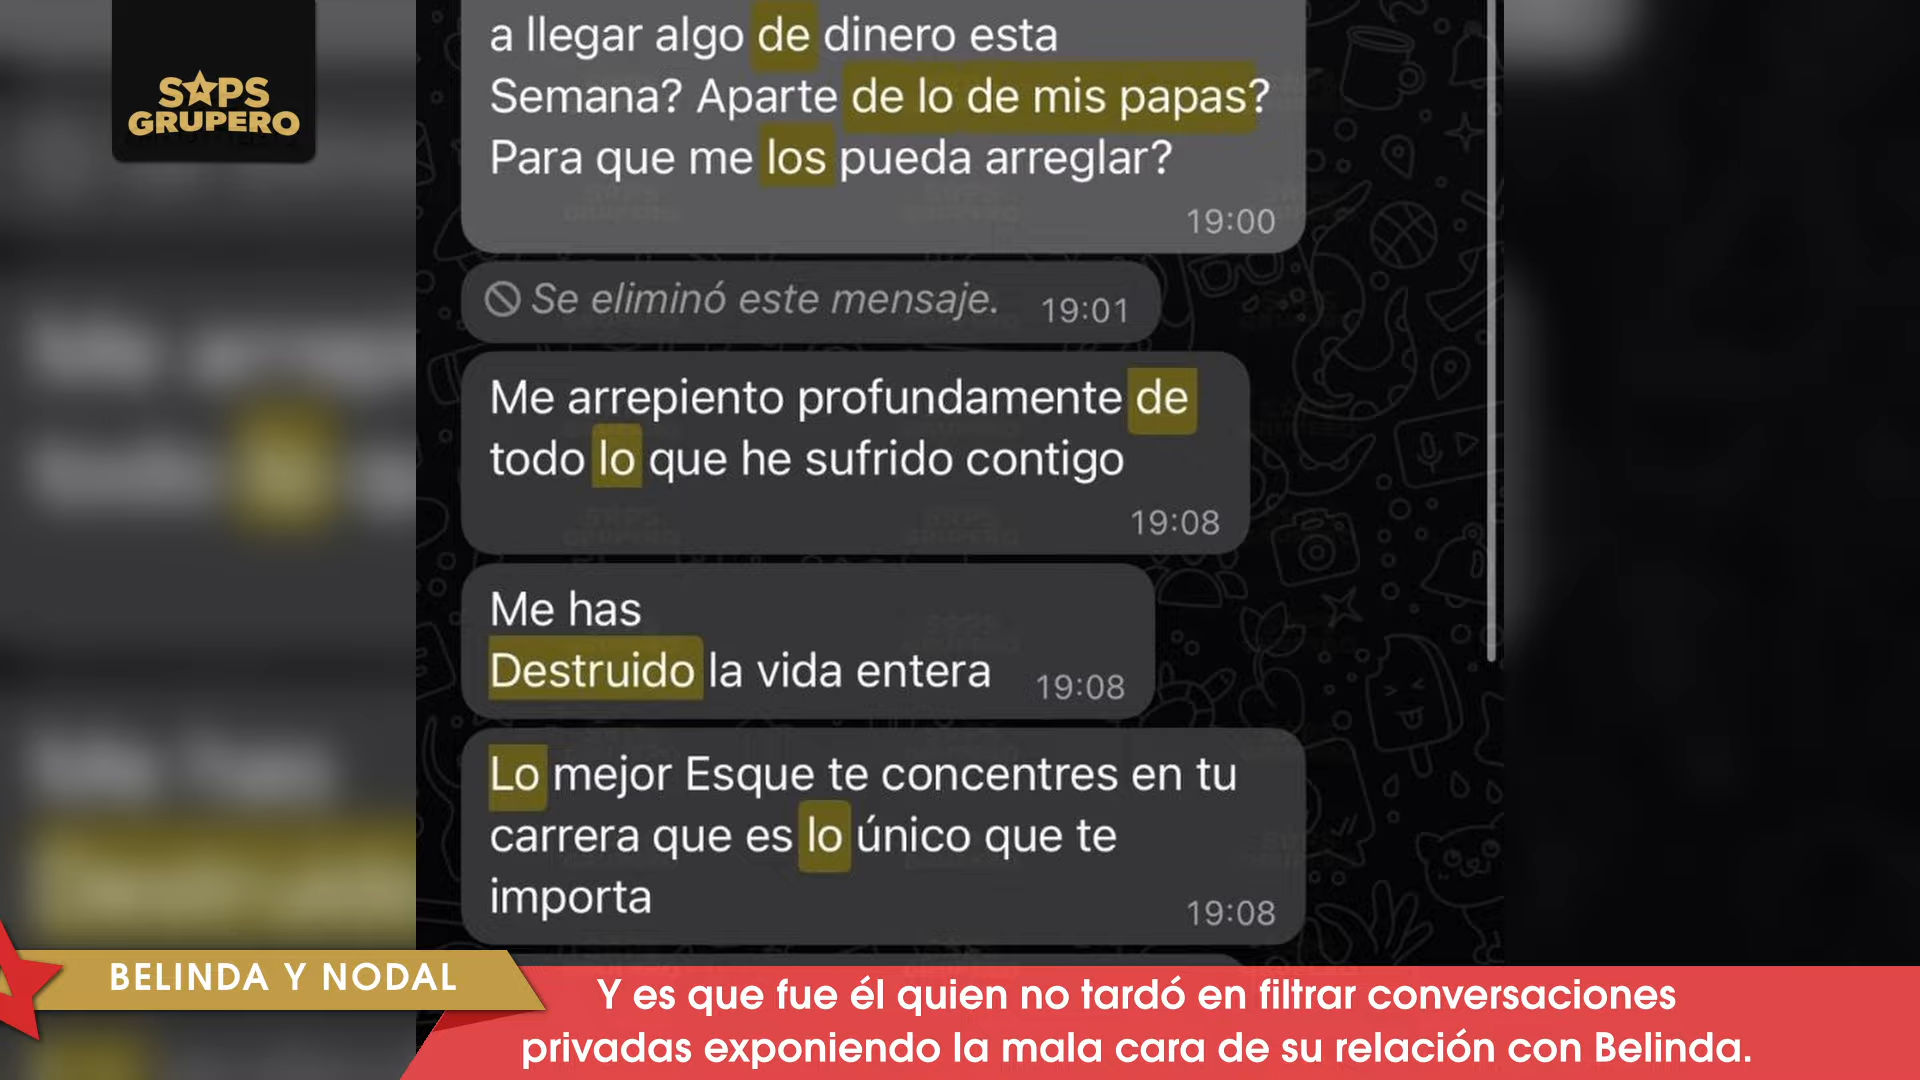 S★PS
GRUPERO
a llegar algo de dinero esta
Semana? Aparte de lo de mis papas?
Para que me los pueda arreglar?
19:00
Se eliminó este mensaje. 19:01
Me arrepiento profundamente de
todo lo que he sufrido contigo
19:08
Me has
Destruido la vida entera 19:08
Lo mejor Esque te concentres en tu
carrera que es lo único que te
importa
19:08
BELINDA Y NODAL
Y es que fue él quien no tardó en filtrar conversaciones
privadas exponiendo la mala cara de su relación con Belinda.